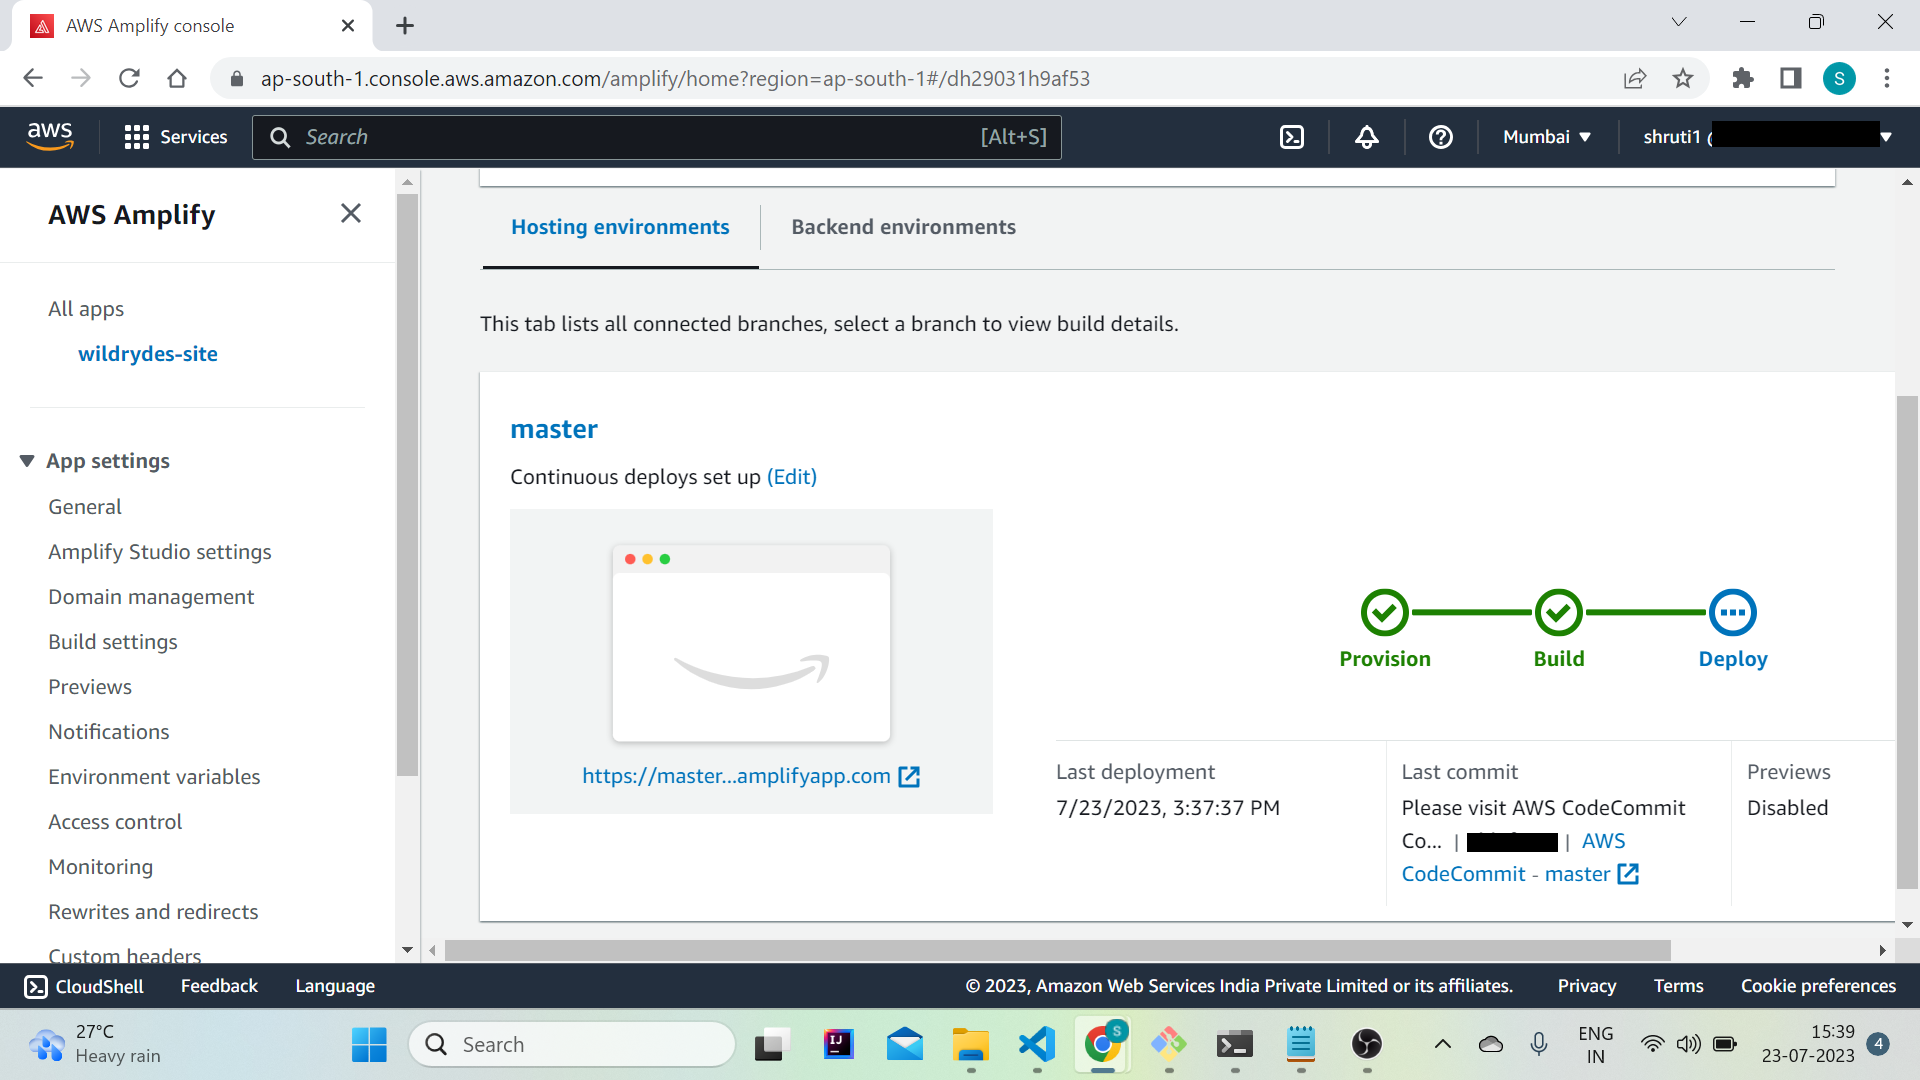 AWS Amplify console
ap-south-1.console.aws.amazon.com/amplify/home?region=ap-south-1#/dh29031h9af53
S
aws
Services
Search
[Alt+S]
Mumbai
shruti1
AWS Amplify
All apps
wildrydes-site
App settings
General
Amplify Studio settings
Domain management
Build settings
Previews
Notifications
Environment variables
Access control
Monitoring
Rewrites and redirects
Custom headers
Hosting environments
Backend environments
This tab lists all connected branches, select a branch to view build details.
master
Continuous deploys set up (Edit)
https://master...amplifyapp.com
Provision
Build
Deploy
Last deployment
7/23/2023, 3:37:37 PM
Last commit
Please visit AWS CodeCommit
Co... | | AWS
CodeCommit - master
Previews
Disabled
CloudShell
Feedback
Language
© 2023, Amazon Web Services India Private Limited or its affiliates.
Privacy
Terms
Cookie preferences
27°C
Heavy rain
Search
IJ
S
ENG
IN
15:39
23-07-2023
4